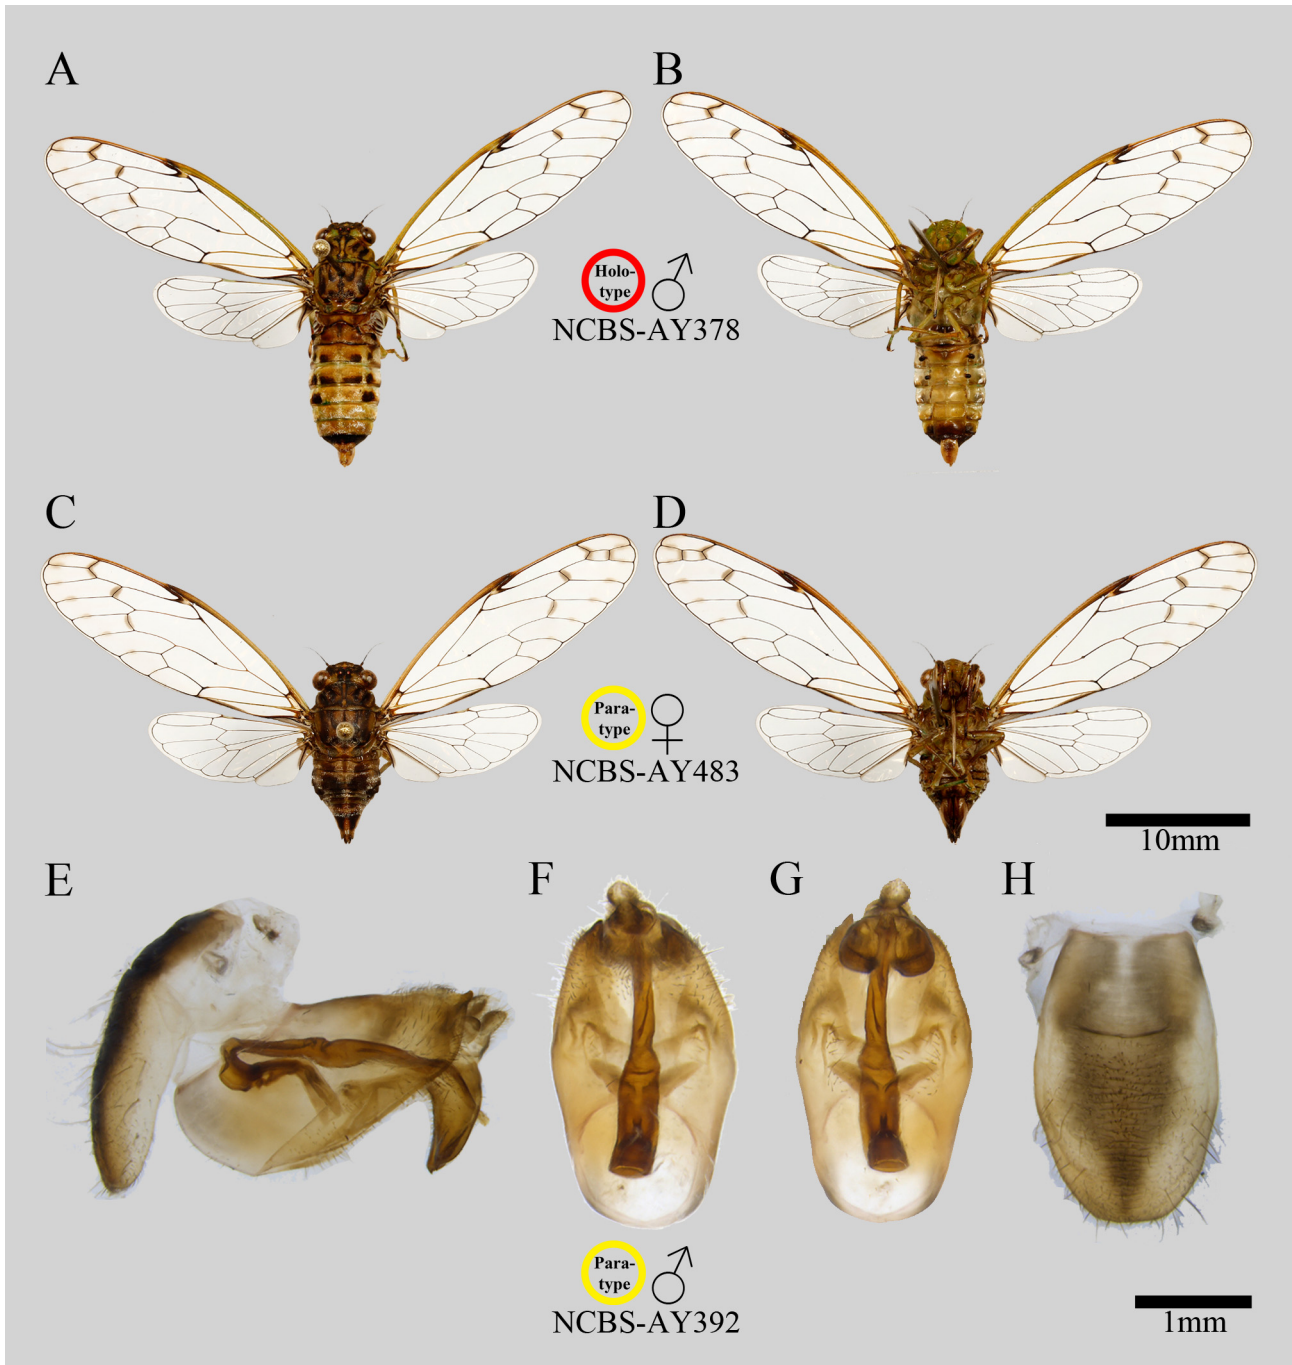 A
B
Holo-
type
♂
NCBS-AY378
C
D
Para-
type
♀
NCBS-AY483
10mm
E
F
G
H
Para-
type
♂
NCBS-AY392
1mm